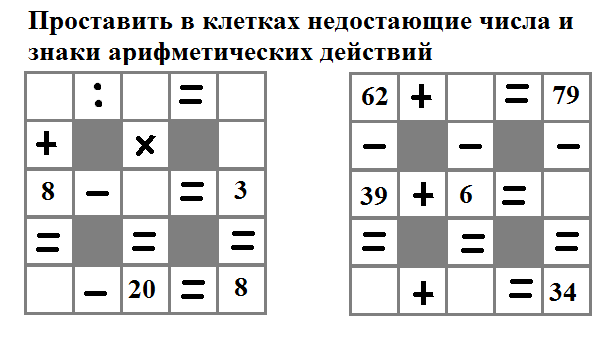 Проставить в клетках недостающие числа и
знаки арифметических действий
: =
+ ×
8 - = 3
= = =
- 20 = 8
62 + = 79
- - -
39 + 6 =
= = =
+ = 34